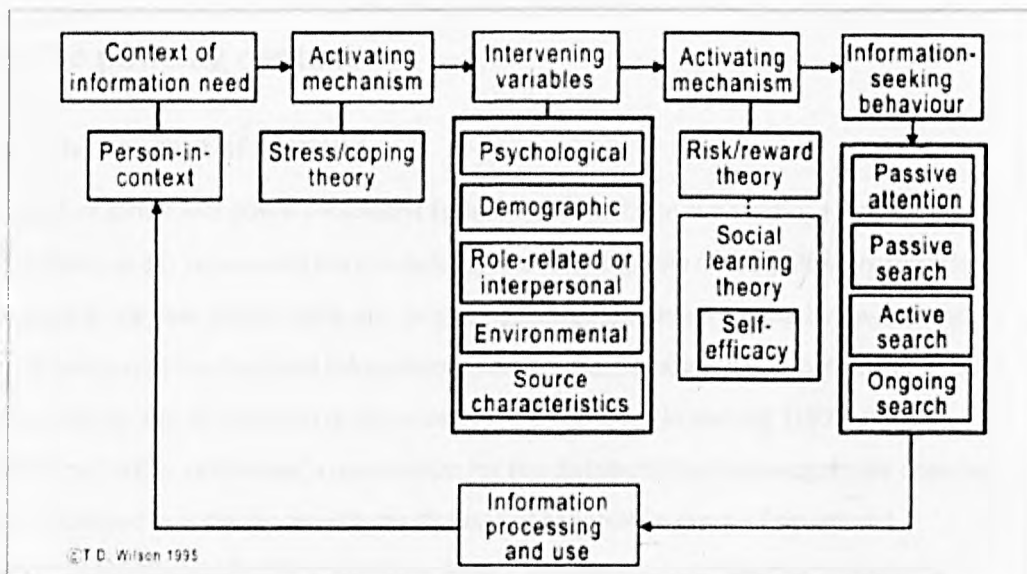 Context of
information need
Activating
mechanism
Intervening
variables
Activating
mechanism
Information-
seeking
behaviour
Person-in-
context
Stress/coping
theory
Psychological
Demographic
Role-related or
interpersonal
Environmental
Source
characteristics
Risk/reward
theory
Social
learning
theory
Self-
efficacy
Passive
attention
Passive
search
Active
search
Ongoing
search
Information
processing
and use
©T.D. Wilson 1995